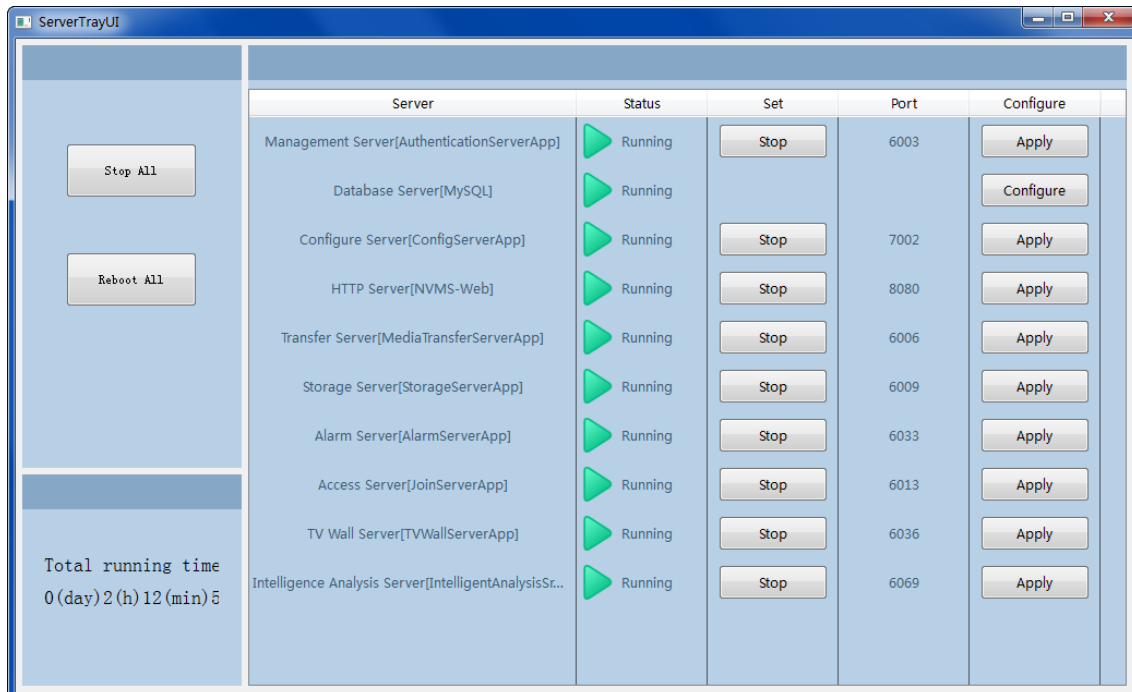 ServerTrayUI
Stop All
Reboot All
Total running time
0(day)2(h)12(min)5
Server Status Set Port Configure
Management Server[AuthenticationServerApp] Running Stop 6003 Apply
Database Server[MySQL] Running Configure
Configure Server[ConfigServerApp] Running Stop 7002 Apply
HTTP Server[NVMS-Web] Running Stop 8080 Apply
Transfer Server[MediaTransferServerApp] Running Stop 6006 Apply
Storage Server[StorageServerApp] Running Stop 6009 Apply
Alarm Server[AlarmServerApp] Running Stop 6033 Apply
Access Server[JoinServerApp] Running Stop 6013 Apply
TV Wall Server[TVWallServerApp] Running Stop 6036 Apply
Intelligence Analysis Server[IntelligentAnalysisSr... Running Stop 6069 Apply